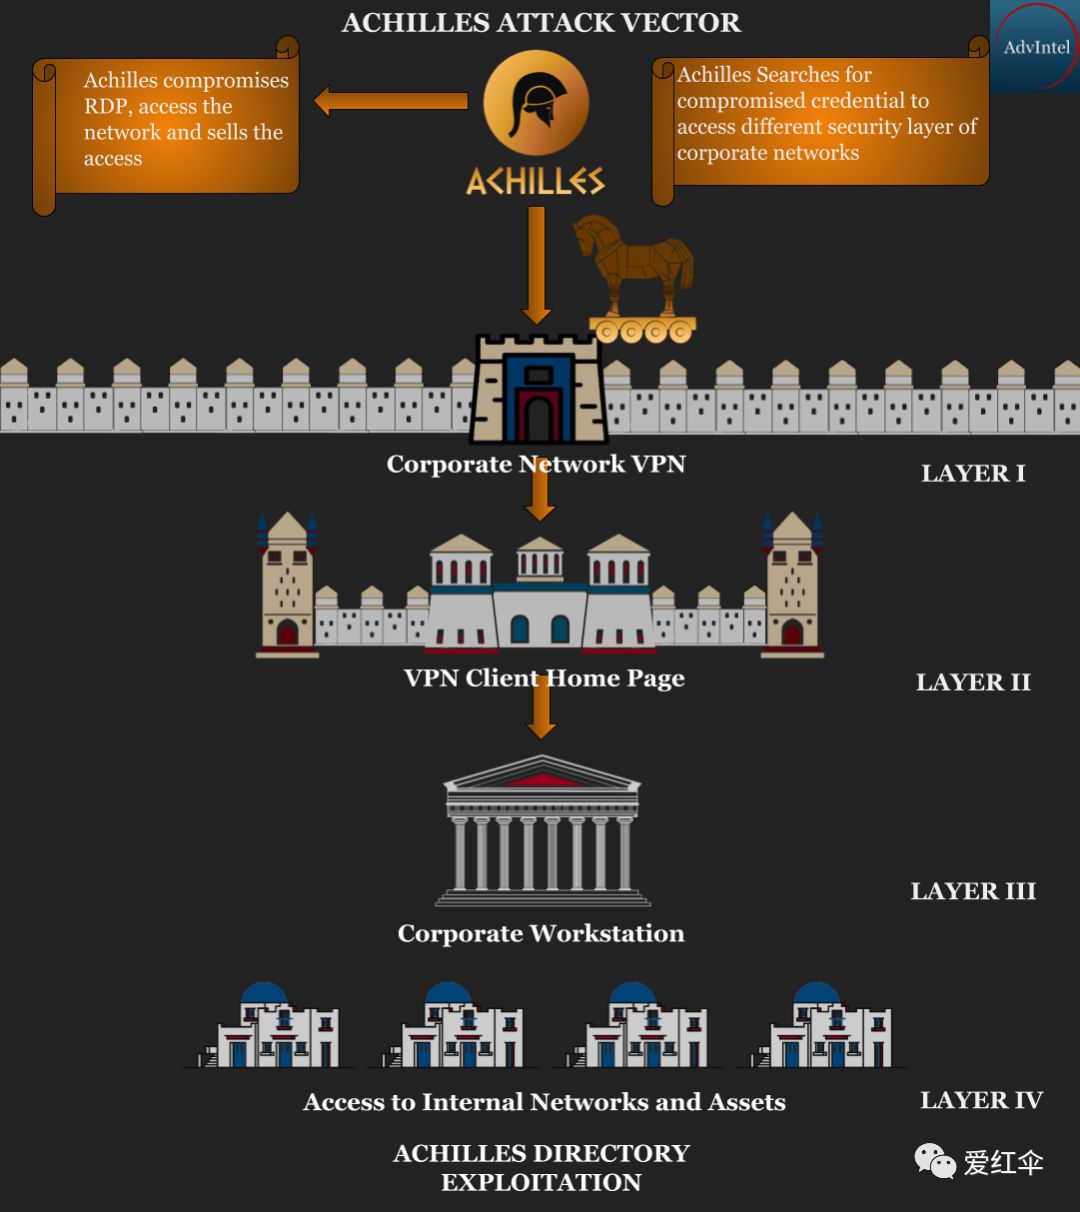 ACHILLES ATTACK VECTOR
AdvIntel
Achilles compromises
RDP, access the
network and sells the
access
ACHILLES
Achilles Searches for
compromised credential to
access different security layer of
corporate networks
Corporate Network VPN
LAYER I
VPN Client Home Page
LAYER II
LAYER III
Corporate Workstation
Access to Internal Networks and Assets
LAYER IV
ACHILLES DIRECTORY
EXPLOITATION
爱红伞